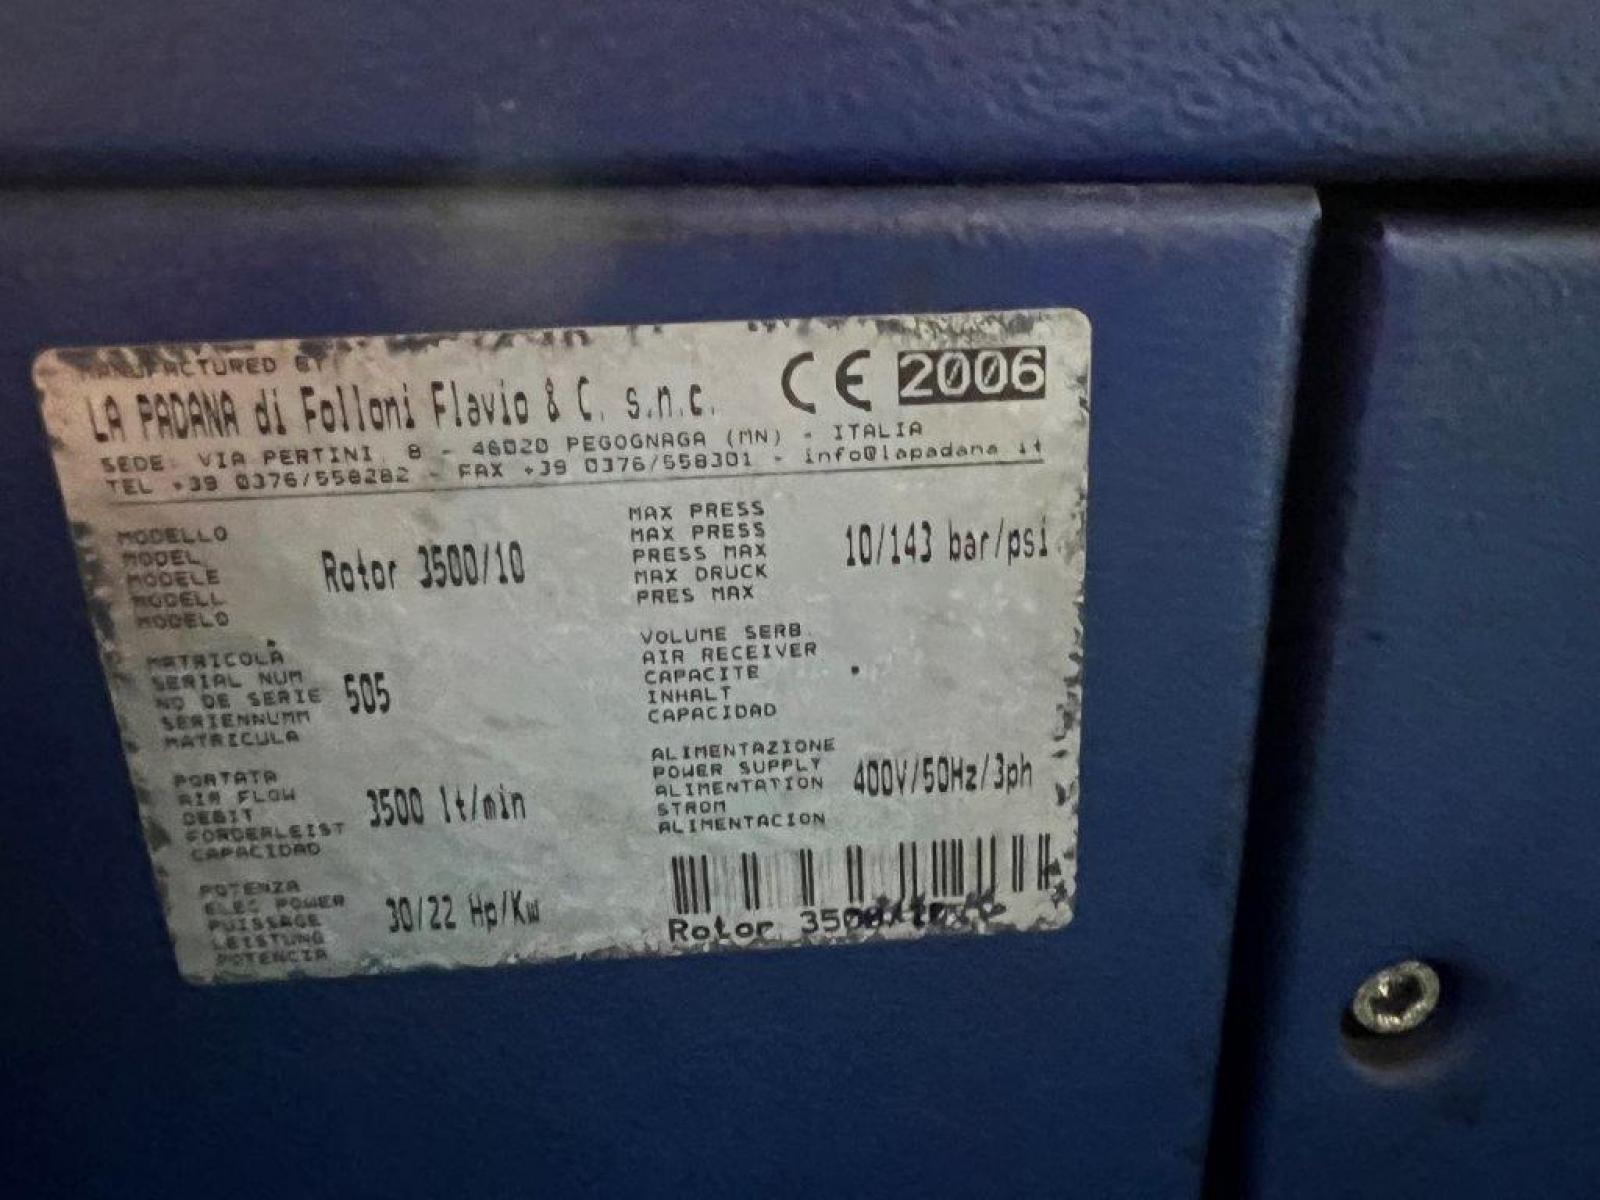 MANUFACTURED BY
LA PADANA di Folloni Flavio & C. s.n.c.
CE 2006
SEDE: VIA PERTINI, 8 - 46020 PEGOGNAGA (MN) - ITALIA
TEL +39 0376/558282 - FAX +39 0376/558301 - info@lapadana.it
MODELLO
MODEL
MODELE
MODELL
MODELO
Rotor 3500/10
MAX PRESS
MAX PRESS
PRESS MAX
MAX DRUCK
PRES MAX
10/143 bar/psi
MATRICOLA
SERIAL NUM
NO DE SERIE
SERIENNUMM
MATRICULA
505
VOLUME SERB.
AIR RECEIVER
CAPACITE
INHALT
CAPACIDAD
PORTATA
AIR FLOW
DEBIT
FORDERLEIST
CAPACIDAD
3500 lt/min
ALIMENTAZIONE
POWER SUPPLY
ALIMENTATION
STROM
ALIMENTACION
400V/50Hz/3ph
POTENZA
ELEC POWER
PUISSAGE
LEISTUNG
POTENCIA
30/22 Hp/Kw
Rotor 3500/10